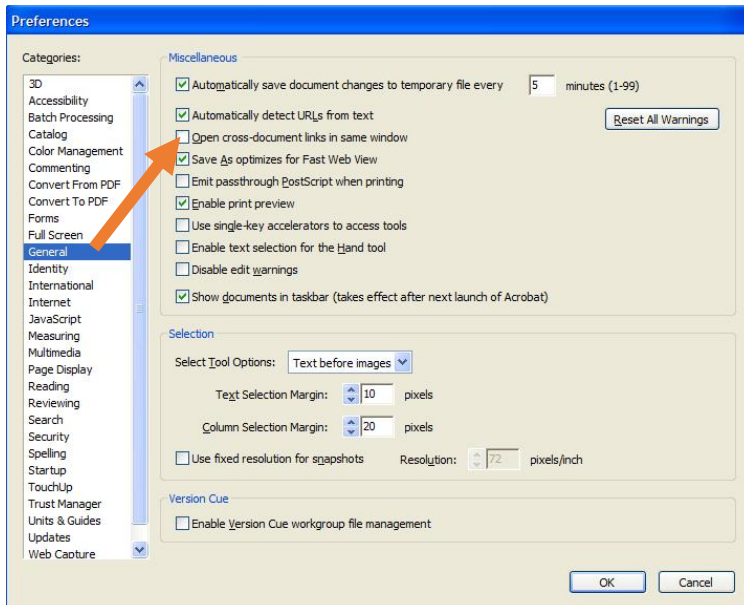 Preferences
Categories:
3D
Accessibility
Batch Processing
Catalog
Color Management
Commenting
Convert From PDF
Convert To PDF
Forms
Full Screen
General
Identity
International
Internet
JavaScript
Measuring
Multimedia
Page Display
Reading
Reviewing
Search
Security
Spelling
Startup
TouchUp
Trust Manager
Units & Guides
Updates
Web Capture
Miscellaneous
Automatically save document changes to temporary file every 5 minutes (1-99)
Automatically detect URLs from text
Reset All Warnings
Open cross-document links in same window
Save As optimizes for Fast Web View
Emit passthrough PostScript when printing
Enable print preview
Use single-key accelerators to access tools
Enable text selection for the Hand tool
Disable edit warnings
Show documents in taskbar (takes effect after next launch of Acrobat)
Selection
Select Tool Options: Text before images
Text Selection Margin: 10 pixels
Column Selection Margin: 20 pixels
Use fixed resolution for snapshots Resolution: 72 pixels/inch
Version Cue
Enable Version Cue workgroup file management
OK Cancel